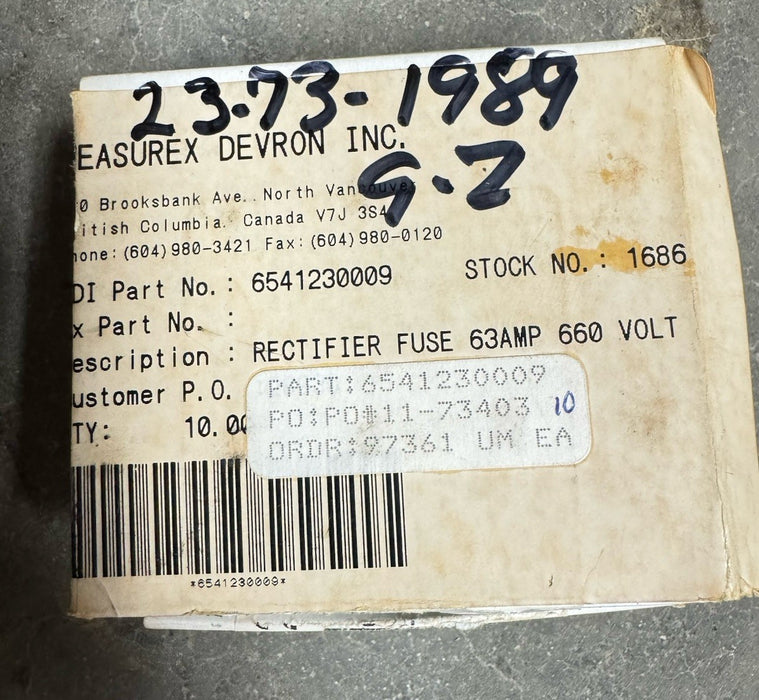 23-73-1989
EASUREX DEVRON INC.
G-Z
0 Brooksbank Ave. North Vancouver
itish Columbia. Canada V7J 3S4
hone: (604)980-3421 Fax: (604)980-0120
DI Part No.: 6541230009 STOCK NO.: 1686
x Part No. :
escription : RECTIFIER FUSE 63AMP 660 VOLT
ustomer P.O.
TY: 10.00
PART:6541230009
PO:PO#11-73403 10
ORDR:97361 UM EA
*6541230009*